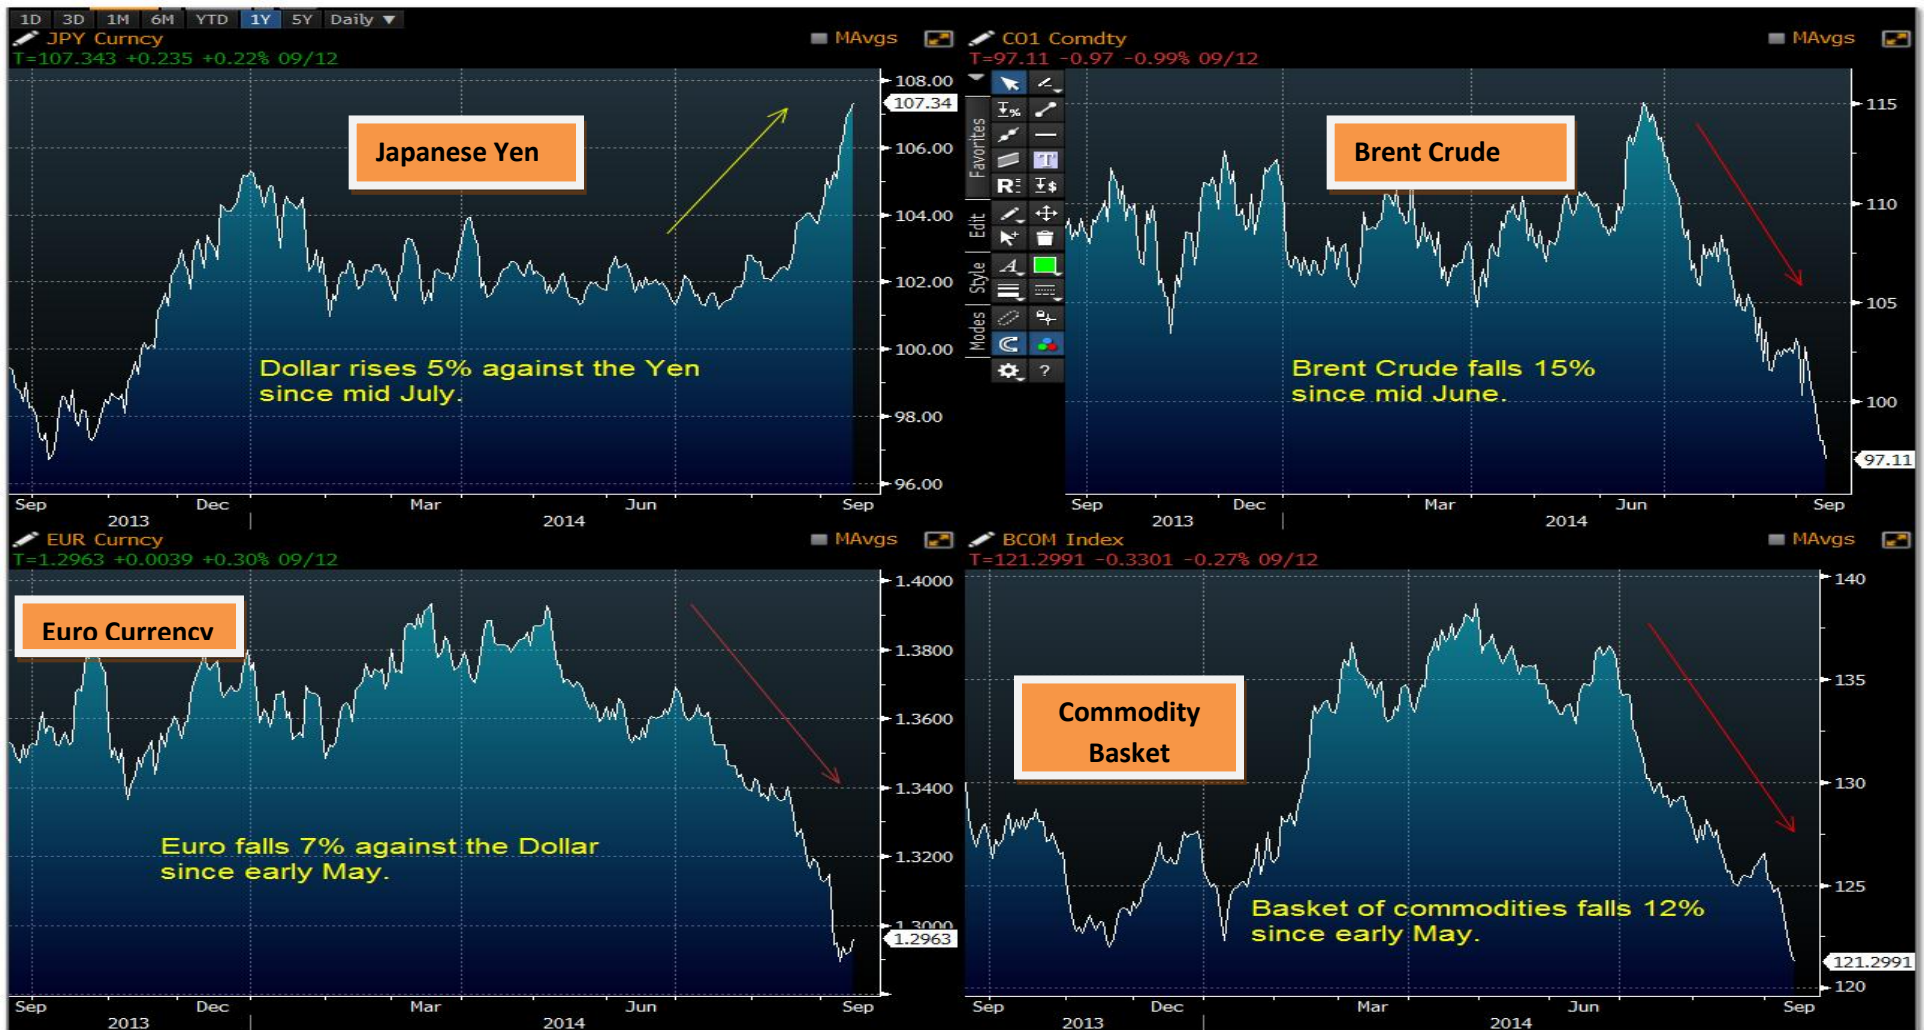 1D 3D 1M 6M YTD 1Y 5Y Daily ▼
JPY Curncy
MAvgs
T=107.343 +0.235 +0.22% 09/12
Japanese Yen
108.00
107.34
106.00
104.00
102.00
100.00
98.00
96.00
Dollar rises 5% against the Yen
since mid July.
Sep Dec Mar Jun Sep
2013 2014
CO1 Comdty
MAvgs
T=97.11 -0.97 -0.99% 09/12
Favorites
Edit
Style
Modes
%
T
R
$
A
?
Brent Crude
115
110
105
100
97.11
Brent Crude falls 15%
since mid June.
Sep Dec Mar Jun Sep
2013 2014
EUR Curncy
MAvgs
T=1.2963 +0.0039 +0.30% 09/12
Euro Currency
1.4000
1.3800
1.3600
1.3400
1.3200
1.3000
1.2963
Euro falls 7% against the Dollar
since early May.
Sep Dec Mar Jun Sep
2013 2014
BCOM Index
MAvgs
T=121.2991 -0.3301 -0.27% 09/12
Commodity
Basket
140
135
130
125
121.2991
120
Basket of commodities falls 12%
since early May.
Sep Dec Mar Jun Sep
2013 2014